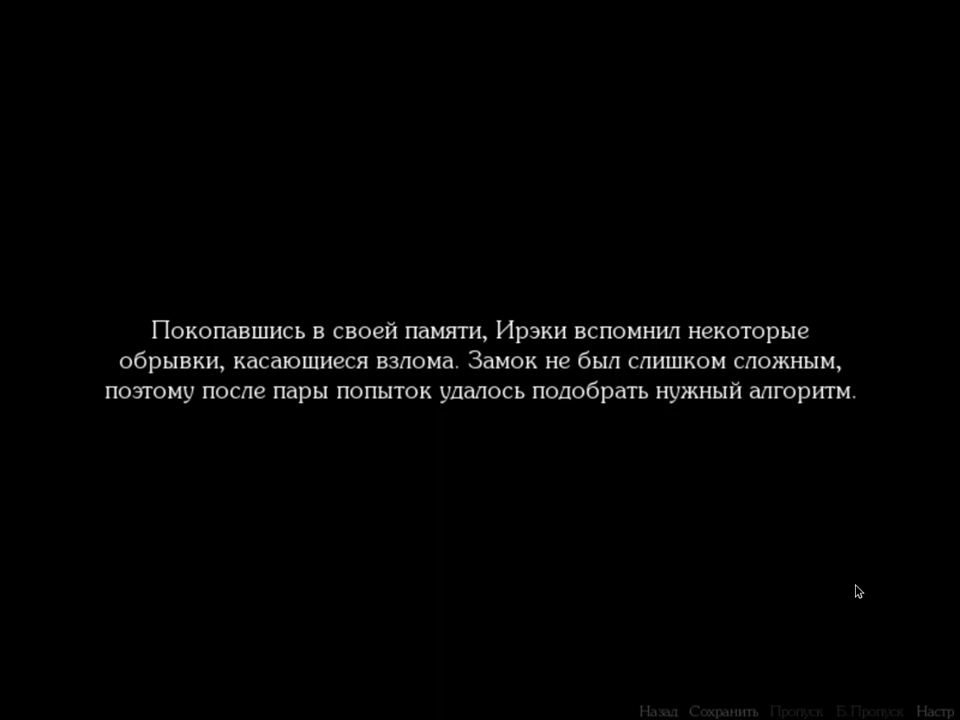 Покопавшись в своей памяти, Ирэки вспомнил некоторые
обрывки, касающиеся взлома. Замок не был слишком сложным,
поэтому после пары попыток удалось подобрать нужный алгоритм.
Назад Сохранить Пропуск Б.Пропуск Настр